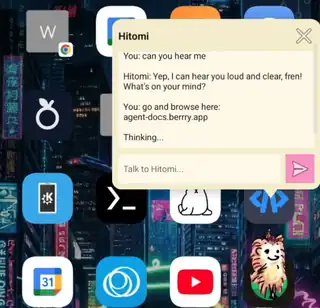 W
Hitomi
You: can you hear me
Hitomi: Yep, I can hear you loud and clear, fren!
What's on your mind?
You: go and browse here:
agent-docs.berrry.app
Thinking...
Talk to Hitomi...
K
31